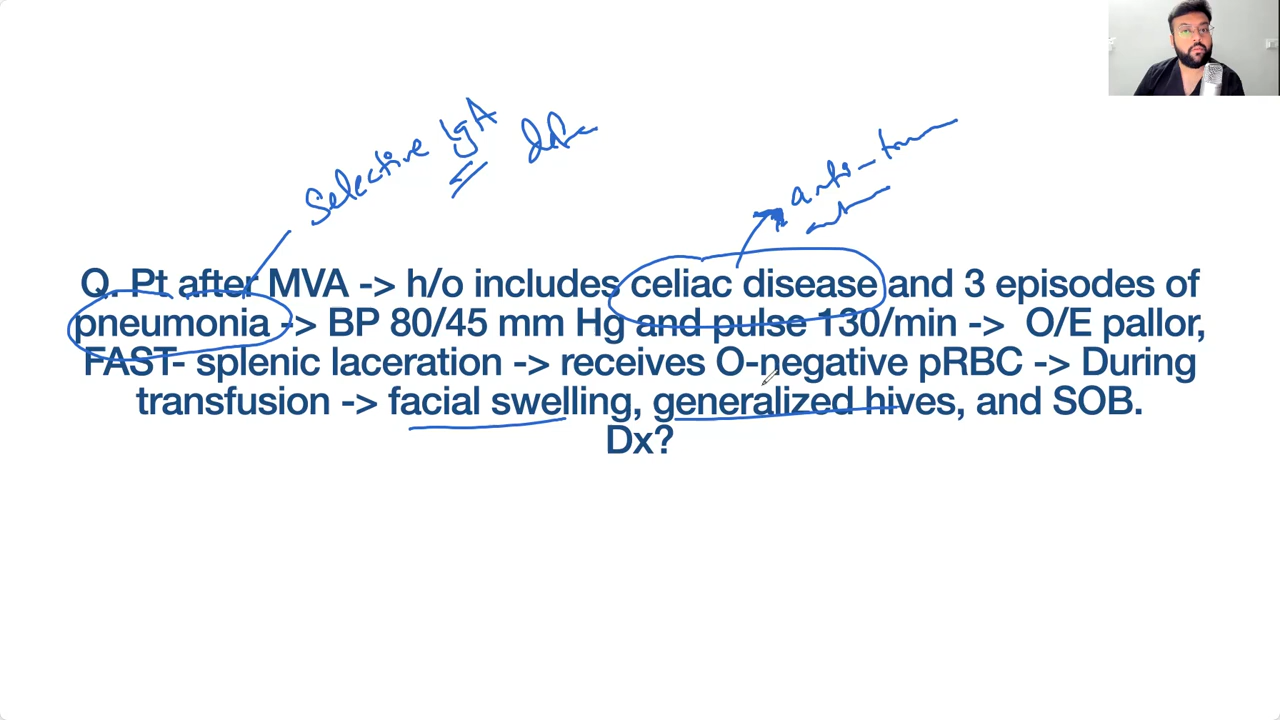 Selective IgA
anti-
Q. Pt after MVA -> h/o includes celiac disease and 3 episodes of
pneumonia -> BP 80/45 mm Hg and pulse 130/min -> O/E pallor,
FAST- splenic laceration -> receives O-negative pRBC -> During
transfusion -> facial swelling, generalized hives, and SOB.
Dx?